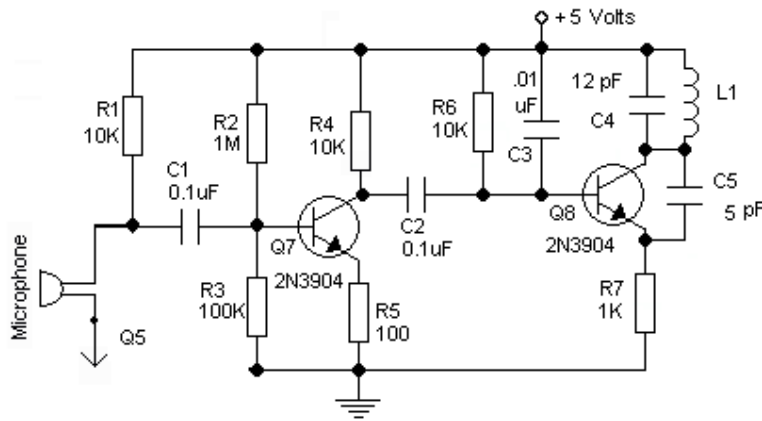 + 5 Volts
R1
10K
R2
1M
R4
10K
R6
10K
.01
uF
C3
12 pF
C4
L1
C1
0.1uF
C2
0.1uF
Q7
2N3904
Q8
2N3904
C5
5 pF
R3
100K
R5
100
R7
1K
Microphone
Q5